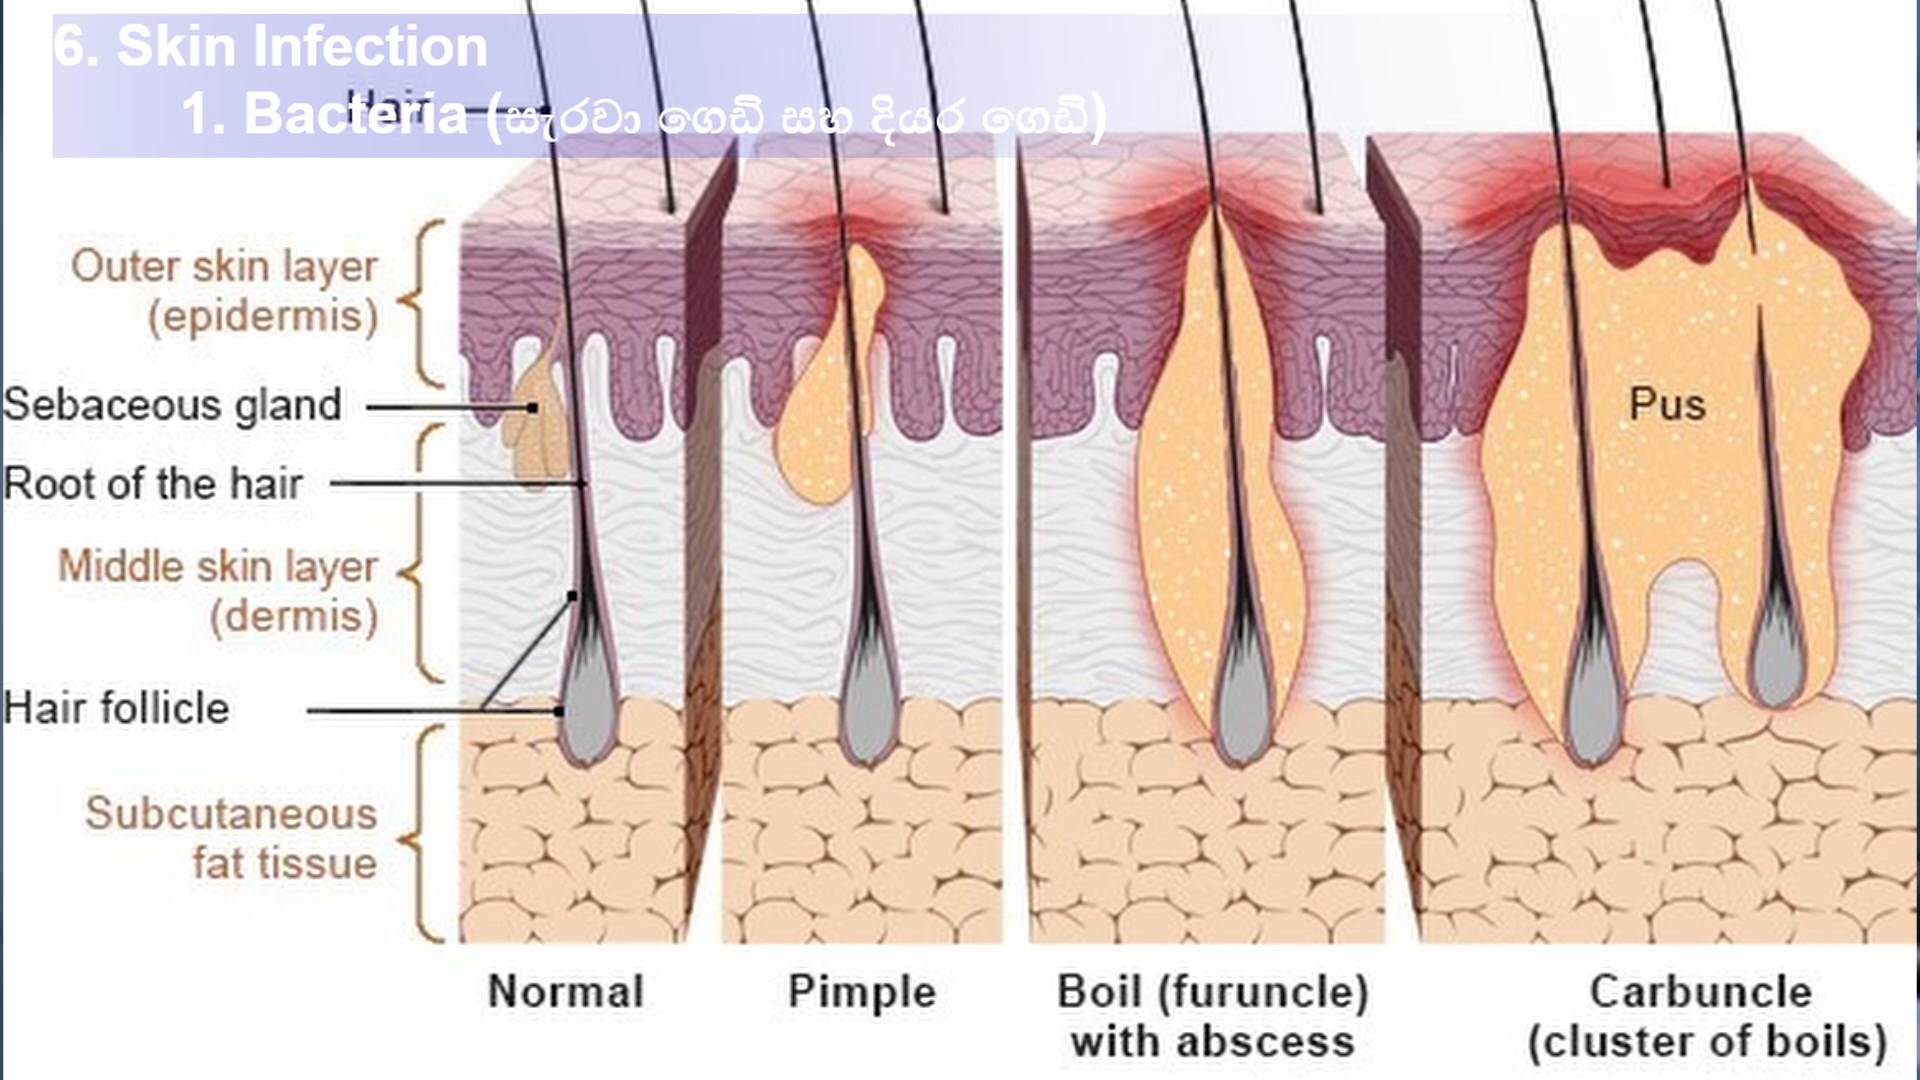 6. Skin Infection
1. Bacteria (සැරවා ගෙඩි සහ දියර ගෙඩි)
Hair
Outer skin layer
(epidermis)
Sebaceous gland
Root of the hair
Middle skin layer
(dermis)
Hair follicle
Subcutaneous
fat tissue
Pus
Normal
Pimple
Boil (furuncle)
with abscess
Carbuncle
(cluster of boils)